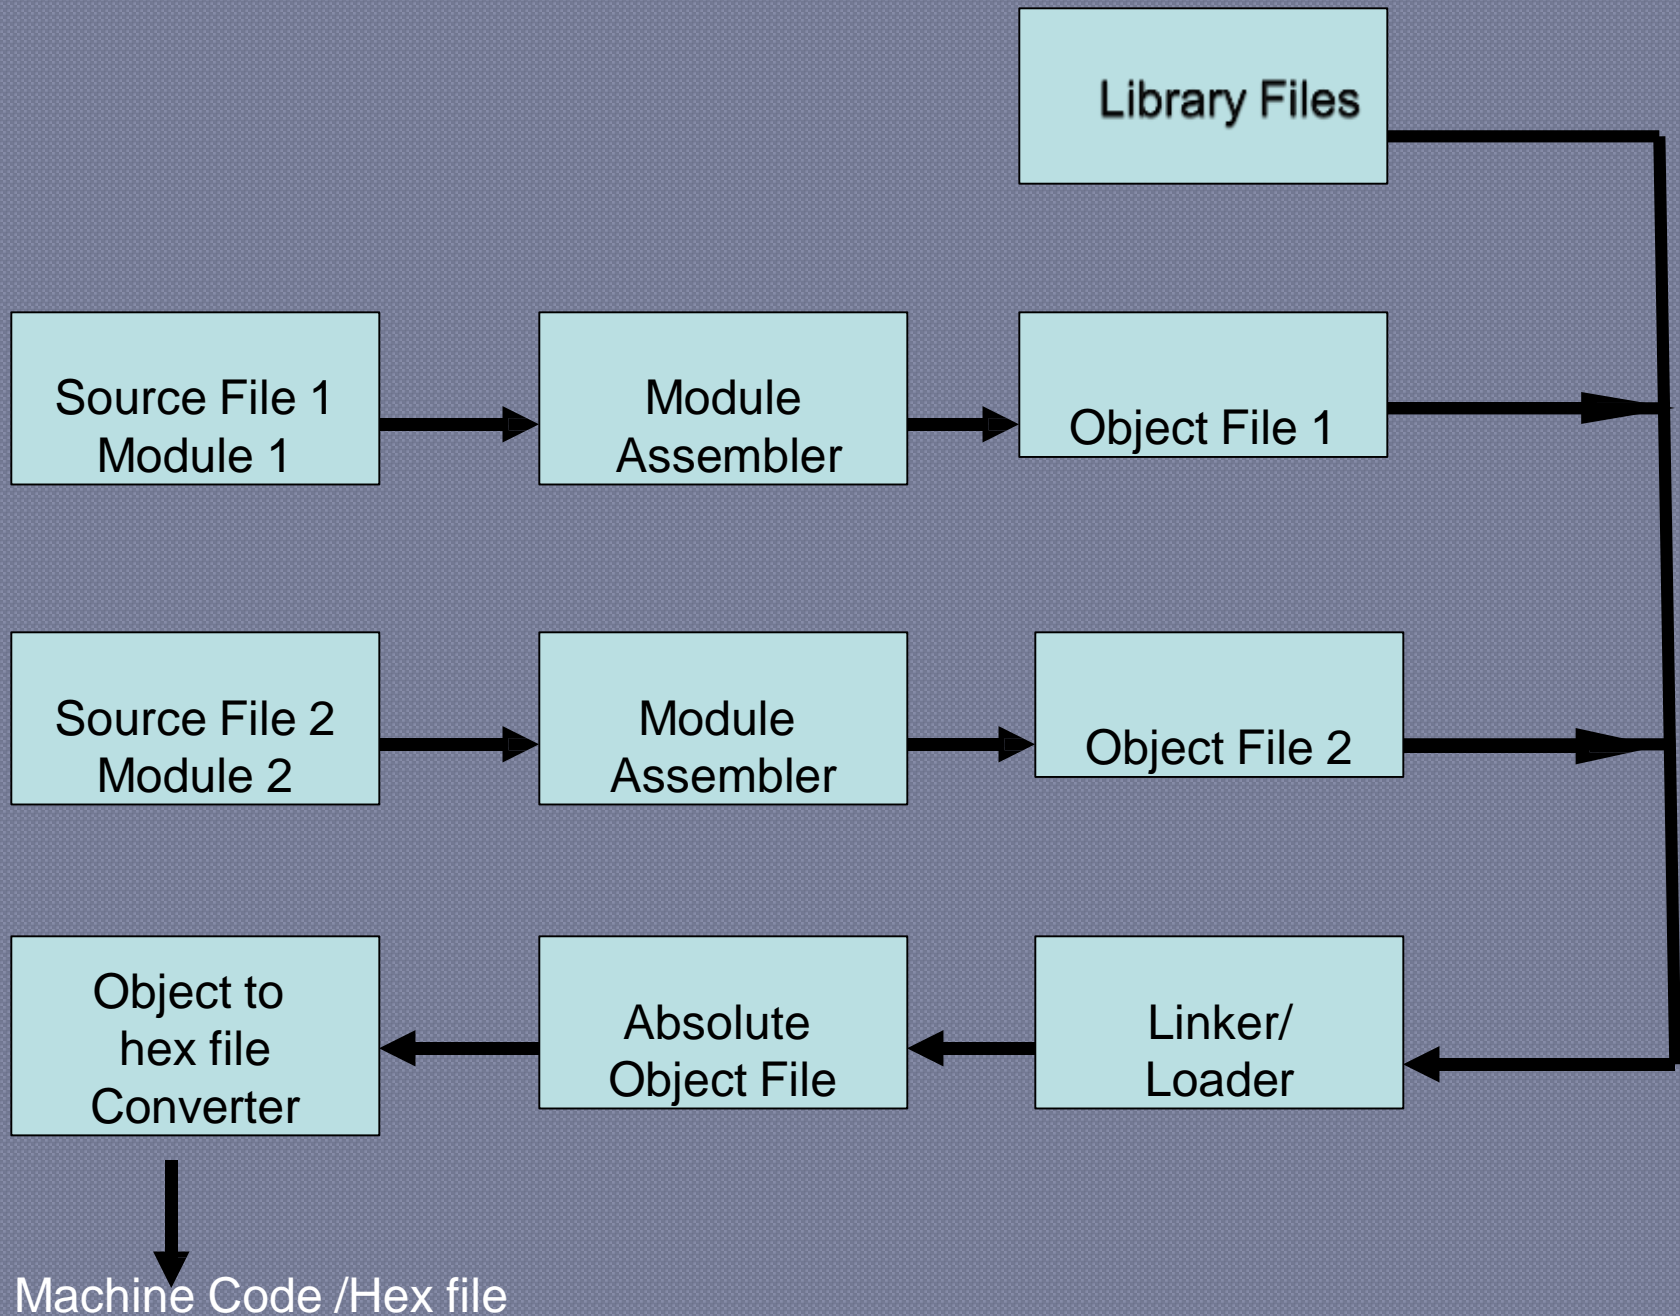 Library Files
Source File 1
Module 1
Module
Assembler
Object File 1
Source File 2
Module 2
Module
Assembler
Object File 2
Object to
hex file
Converter
Absolute
Object File
Linker/
Loader
Machine Code /Hex file